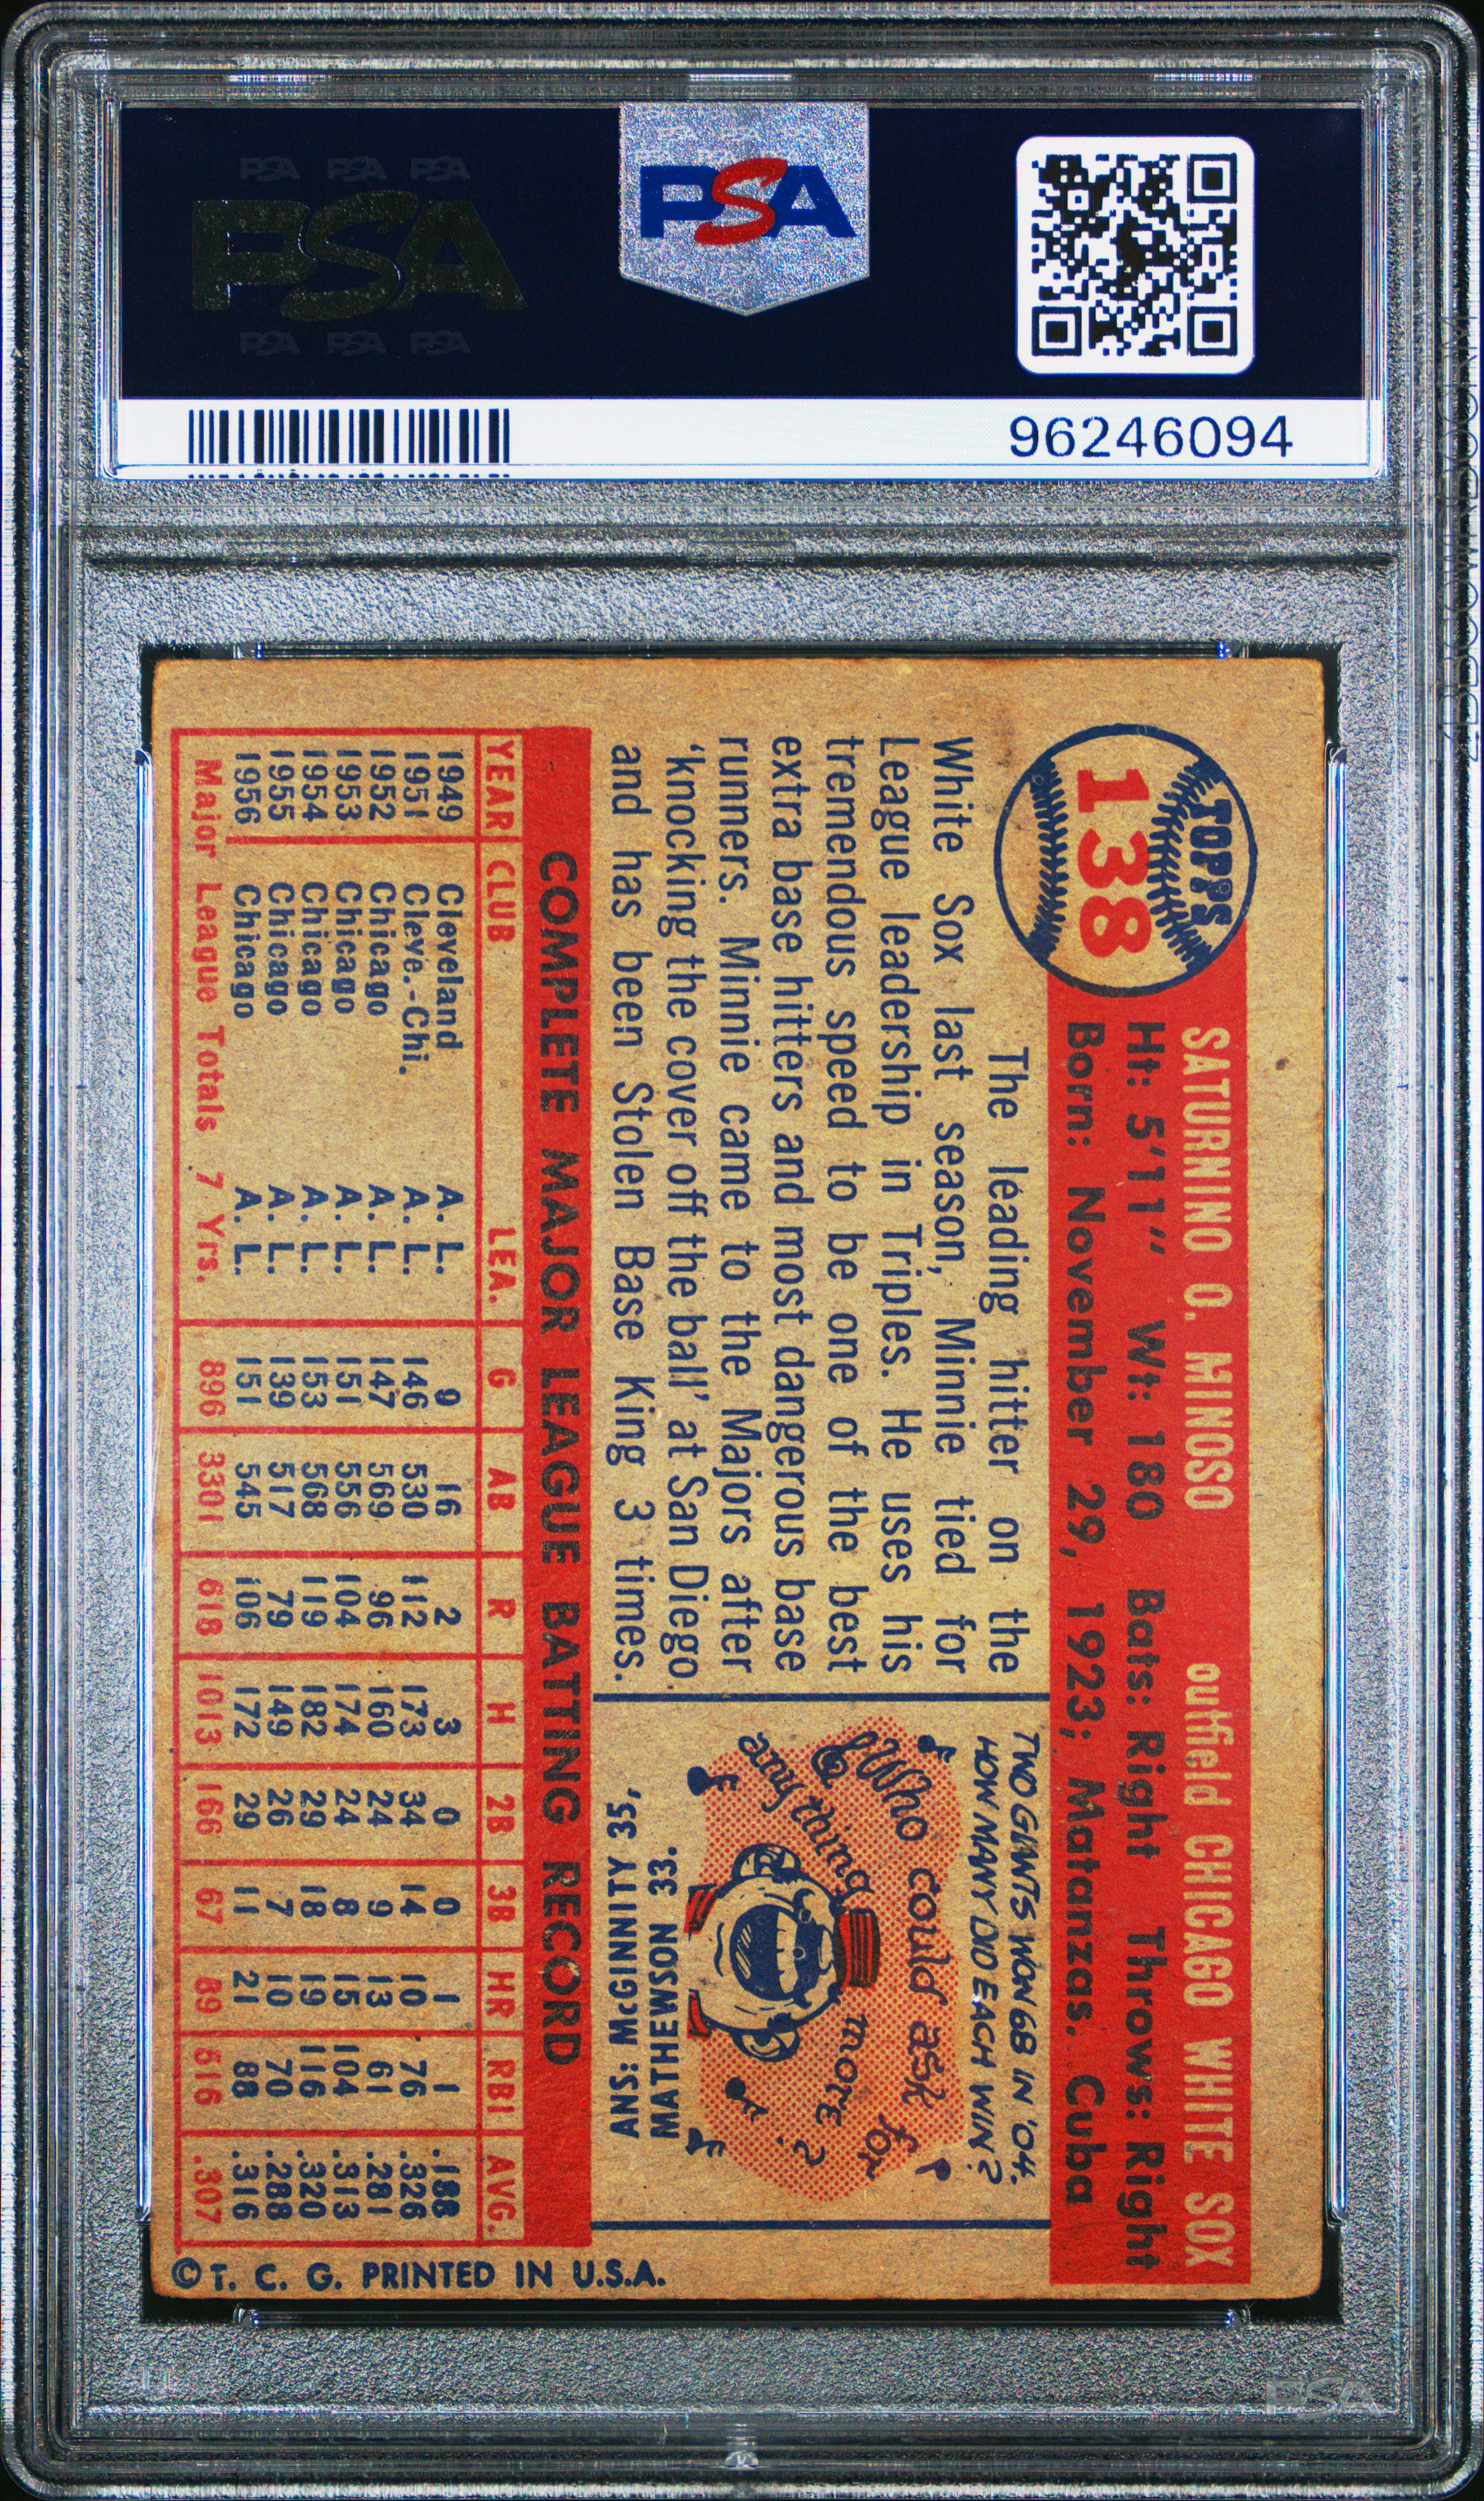 PSA PSA PSA
PSA
PSA PSA PSA
PSA
96246094
TOPPS
138
SATURNINO O. MINOSO outfield CHICAGO WHITE SOX
Ht: 5'11" Wt: 180 Bats: Right Throws: Right
Born: November 29, 1923; Matanzas. Cuba
The leading hitter on the
White Sox last season, Minnie tied for
League leadership in Triples. He uses his
tremendous speed to be one of the best
extra base hitters and most dangerous base
runners. Minnie came to the Majors after
'knocking the cover off the ball' at San Diego
and has been Stolen Base King 3 times.
TWO GIANTS WON 68 IN '04.
HOW MANY DID EACH WIN?
Who could ask for
any thing more?
ANS: McGINNITY 35,
MATHEWSON 33.
COMPLETE MAJOR LEAGUE BATTING RECORD
YEAR CLUB LEA. G AB R H 2B 3B HR RBI AVG.
1949 Cleveland A. L. 9 16 2 3 0 0 1 1 .188
1951 Cleve.-Chi. A. L. 146 530 112 173 34 14 10 76 .326
1952 Chicago A. L. 147 569 96 160 24 9 13 61 .281
1953 Chicago A. L. 151 556 104 174 24 8 15 104 .313
1954 Chicago A. L. 153 568 119 182 29 18 19 116 .320
1955 Chicago A. L. 139 517 79 149 26 7 10 70 .288
1956 Chicago A. L. 151 545 106 172 29 11 21 88 .316
Major League Totals 7 Yrs. 896 3301 618 1013 166 67 89 516 .307
© T. C. G. PRINTED IN U.S.A.
PSA